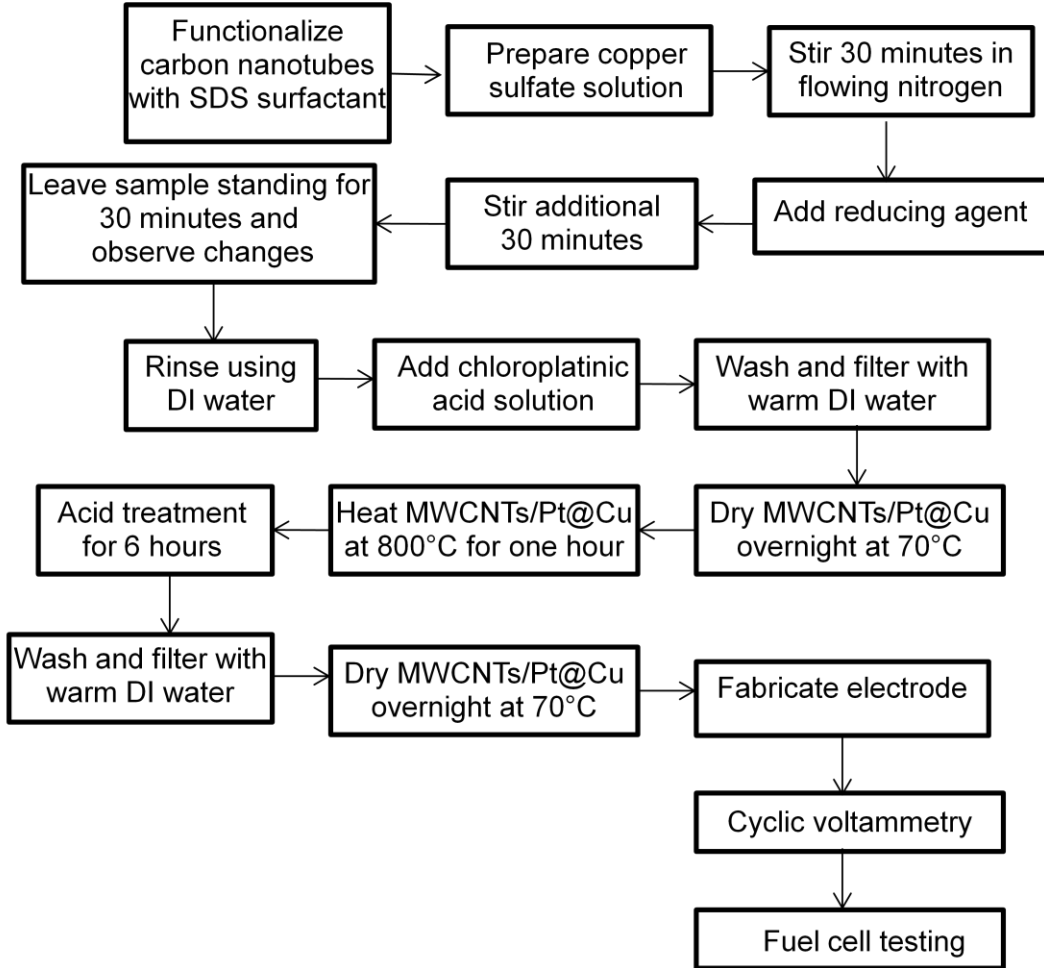 Functionalize
carbon nanotubes
with SDS surfactant
Prepare copper
sulfate solution
Stir 30 minutes in
flowing nitrogen
Add reducing agent
Stir additional
30 minutes
Leave sample standing for
30 minutes and
observe changes
Rinse using
DI water
Add chloroplatinic
acid solution
Wash and filter with
warm DI water
Dry MWCNTs/Pt@Cu
overnight at 70°C
Heat MWCNTs/Pt@Cu
at 800°C for one hour
Acid treatment
for 6 hours
Wash and filter with
warm DI water
Dry MWCNTs/Pt@Cu
overnight at 70°C
Fabricate electrode
Cyclic voltammetry
Fuel cell testing